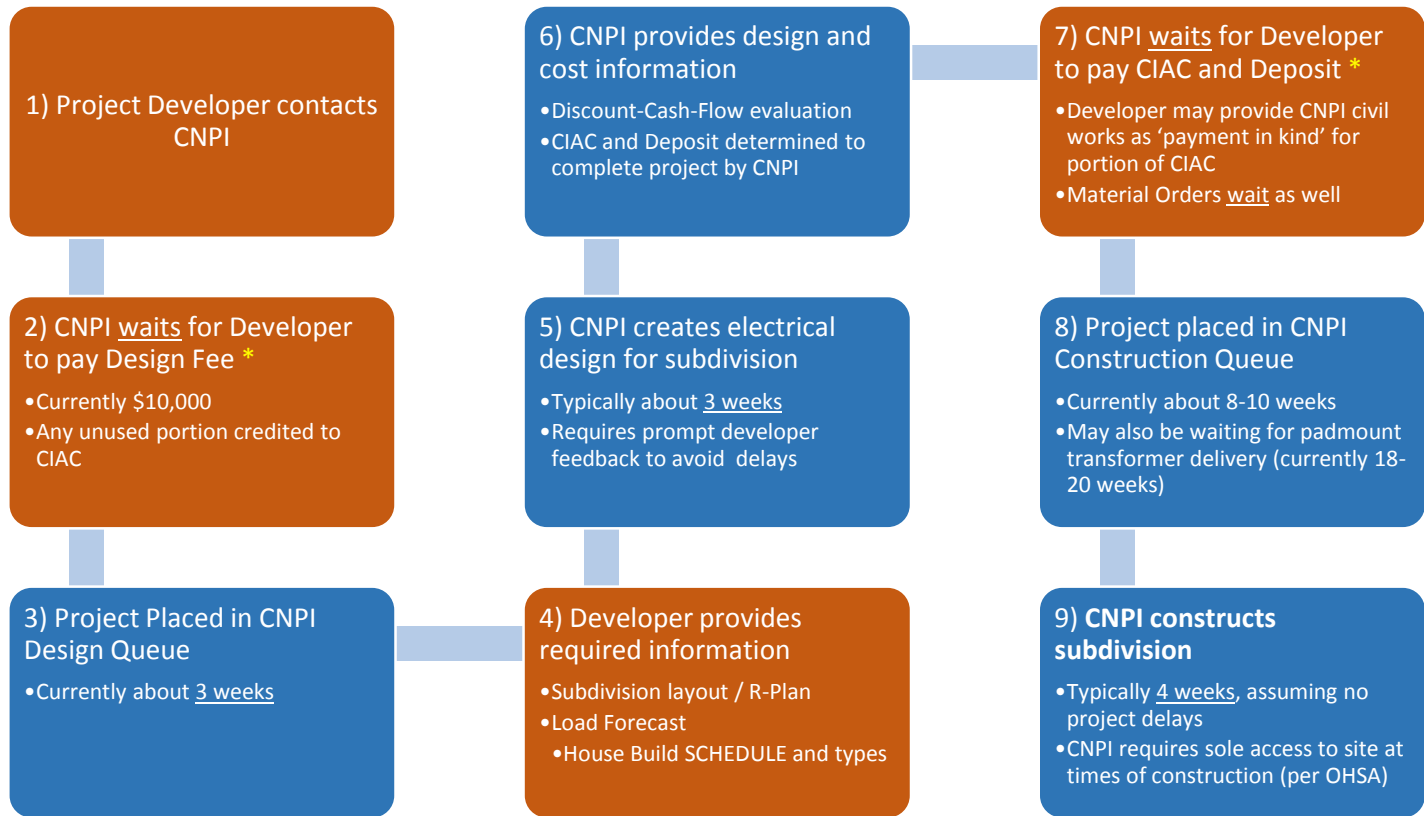 1) Project Developer contacts
CNPI
2) CNPI waits for Developer
to pay Design Fee *
•Currently $10,000
•Any unused portion credited to
CIAC
3) Project Placed in CNPI
Design Queue
•Currently about 3 weeks
4) Developer provides
required information
•Subdivision layout / R-Plan
•Load Forecast
•House Build SCHEDULE and types
5) CNPI creates electrical
design for subdivision
•Typically about 3 weeks
•Requires prompt developer
feedback to avoid delays
6) CNPI provides design and
cost information
•Discount-Cash-Flow evaluation
•CIAC and Deposit determined to
complete project by CNPI
7) CNPI waits for Developer
to pay CIAC and Deposit *
•Developer may provide CNPI civil
works as ‘payment in kind’ for
portion of CIAC
•Material Orders wait as well
8) Project placed in CNPI
Construction Queue
•Currently about 8-10 weeks
•May also be waiting for padmount
transformer delivery (currently 18-
20 weeks)
9) CNPI constructs
subdivision
•Typically 4 weeks, assuming no
project delays
•CNPI requires sole access to site at
times of construction (per OHSA)